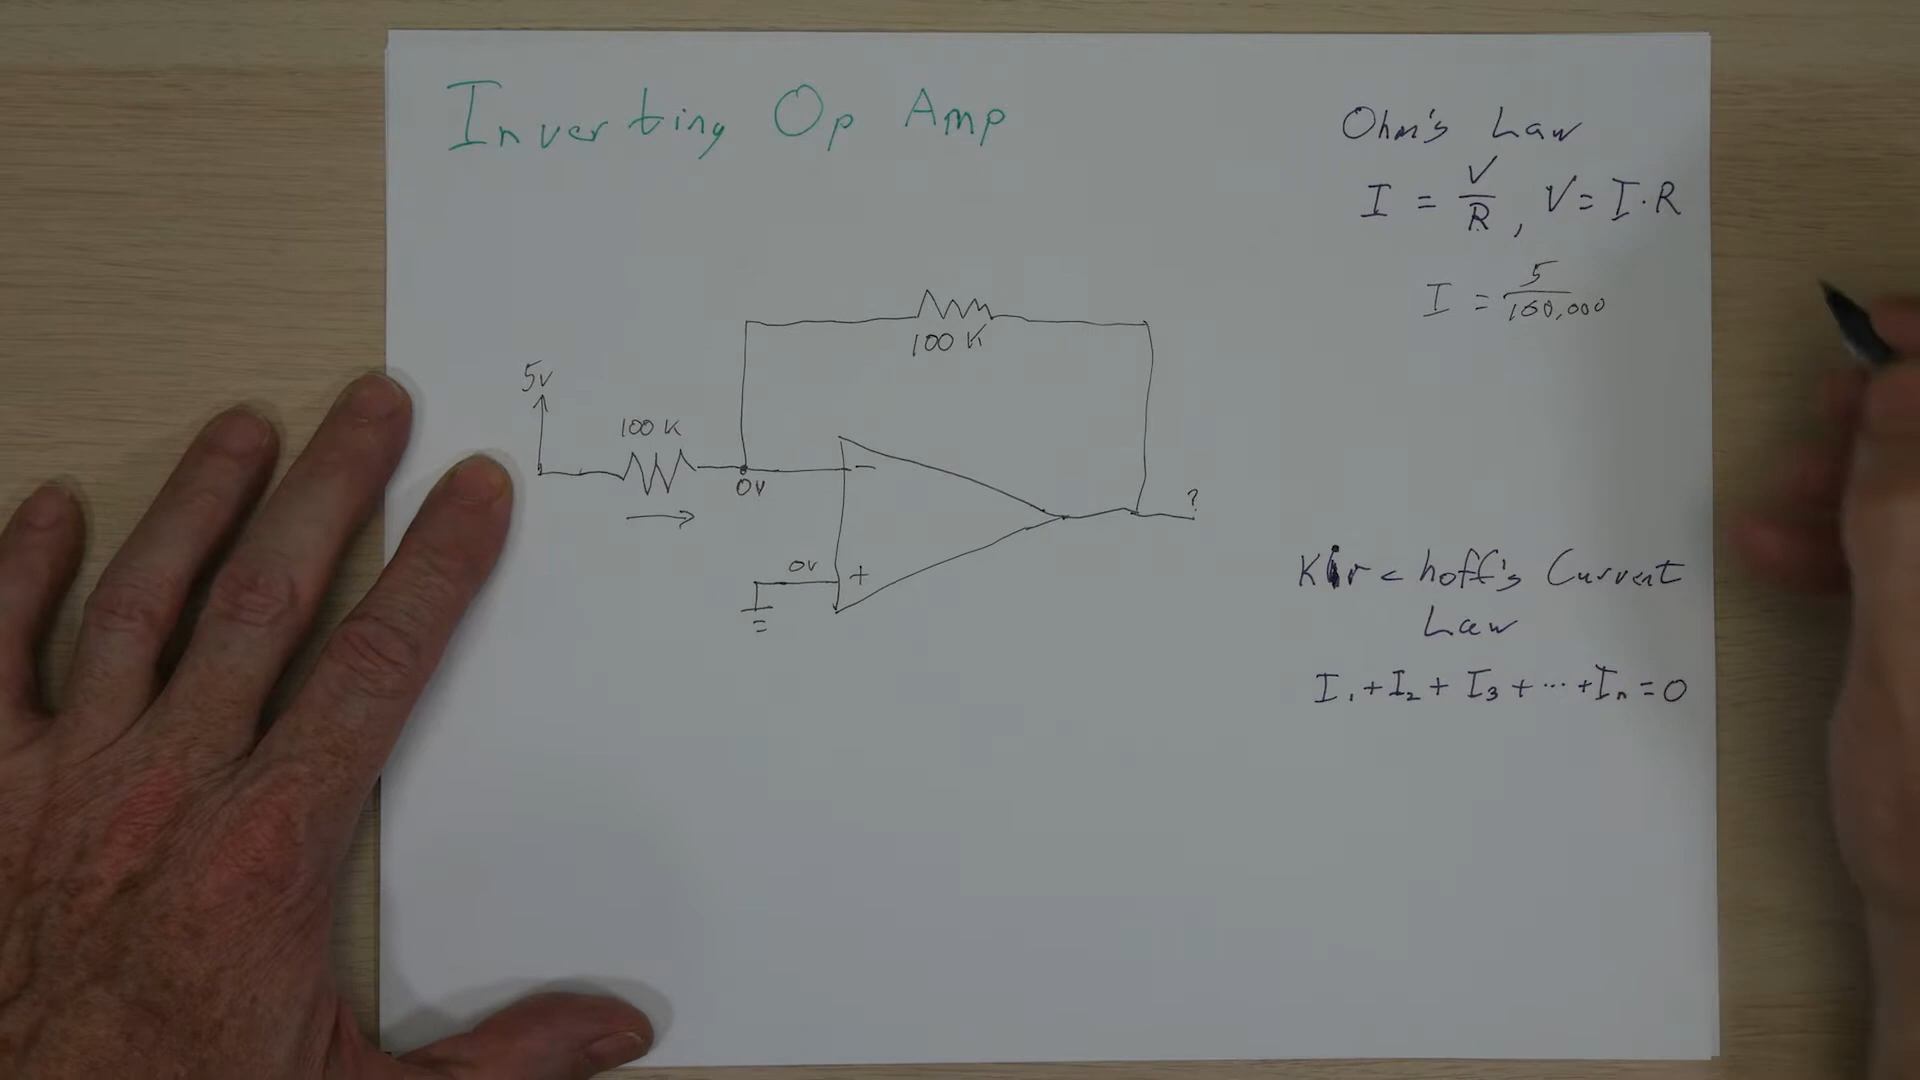 Inverting Op Amp
Ohm's Law
I = V/R, V = I·R
I = 5/100,000
100 K
5v
100 K
0v
-
?
0v
+
Kirchoff's Current
Law
I₁ + I₂ + I₃ + ··· + Iₙ = 0